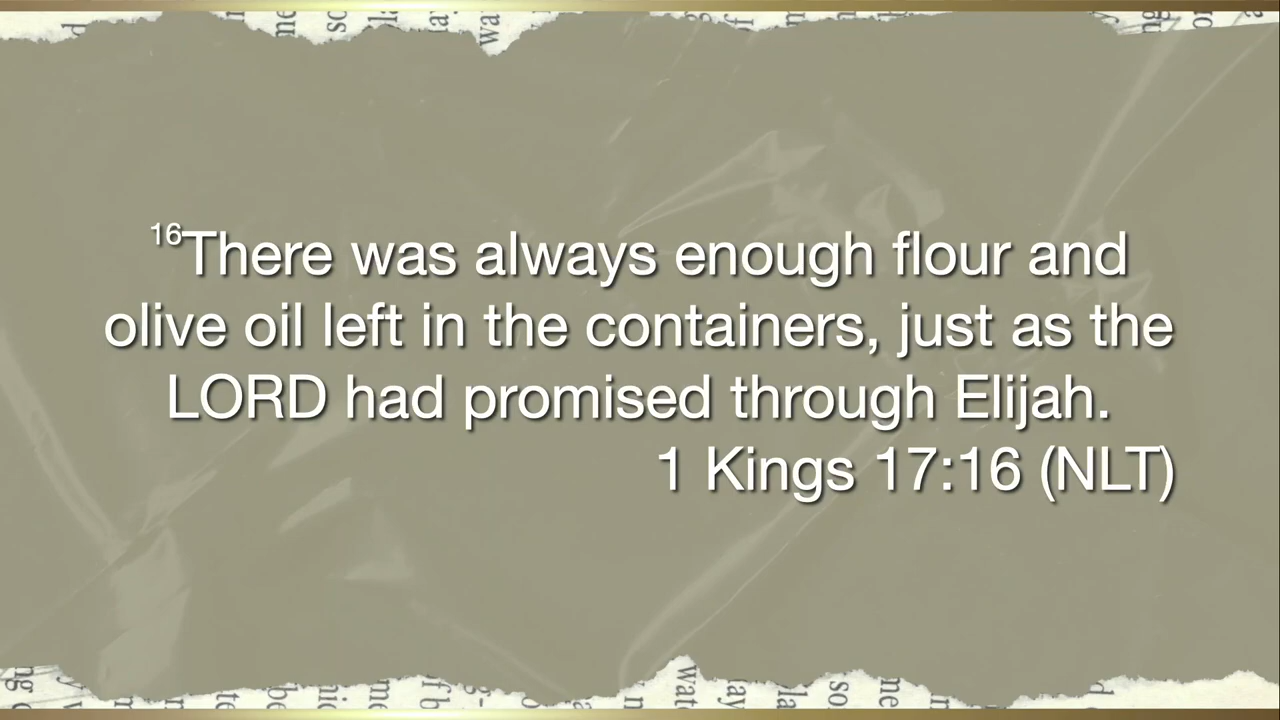 16There was always enough flour and
olive oil left in the containers, just as the
LORD had promised through Elijah.
1 Kings 17:16 (NLT)